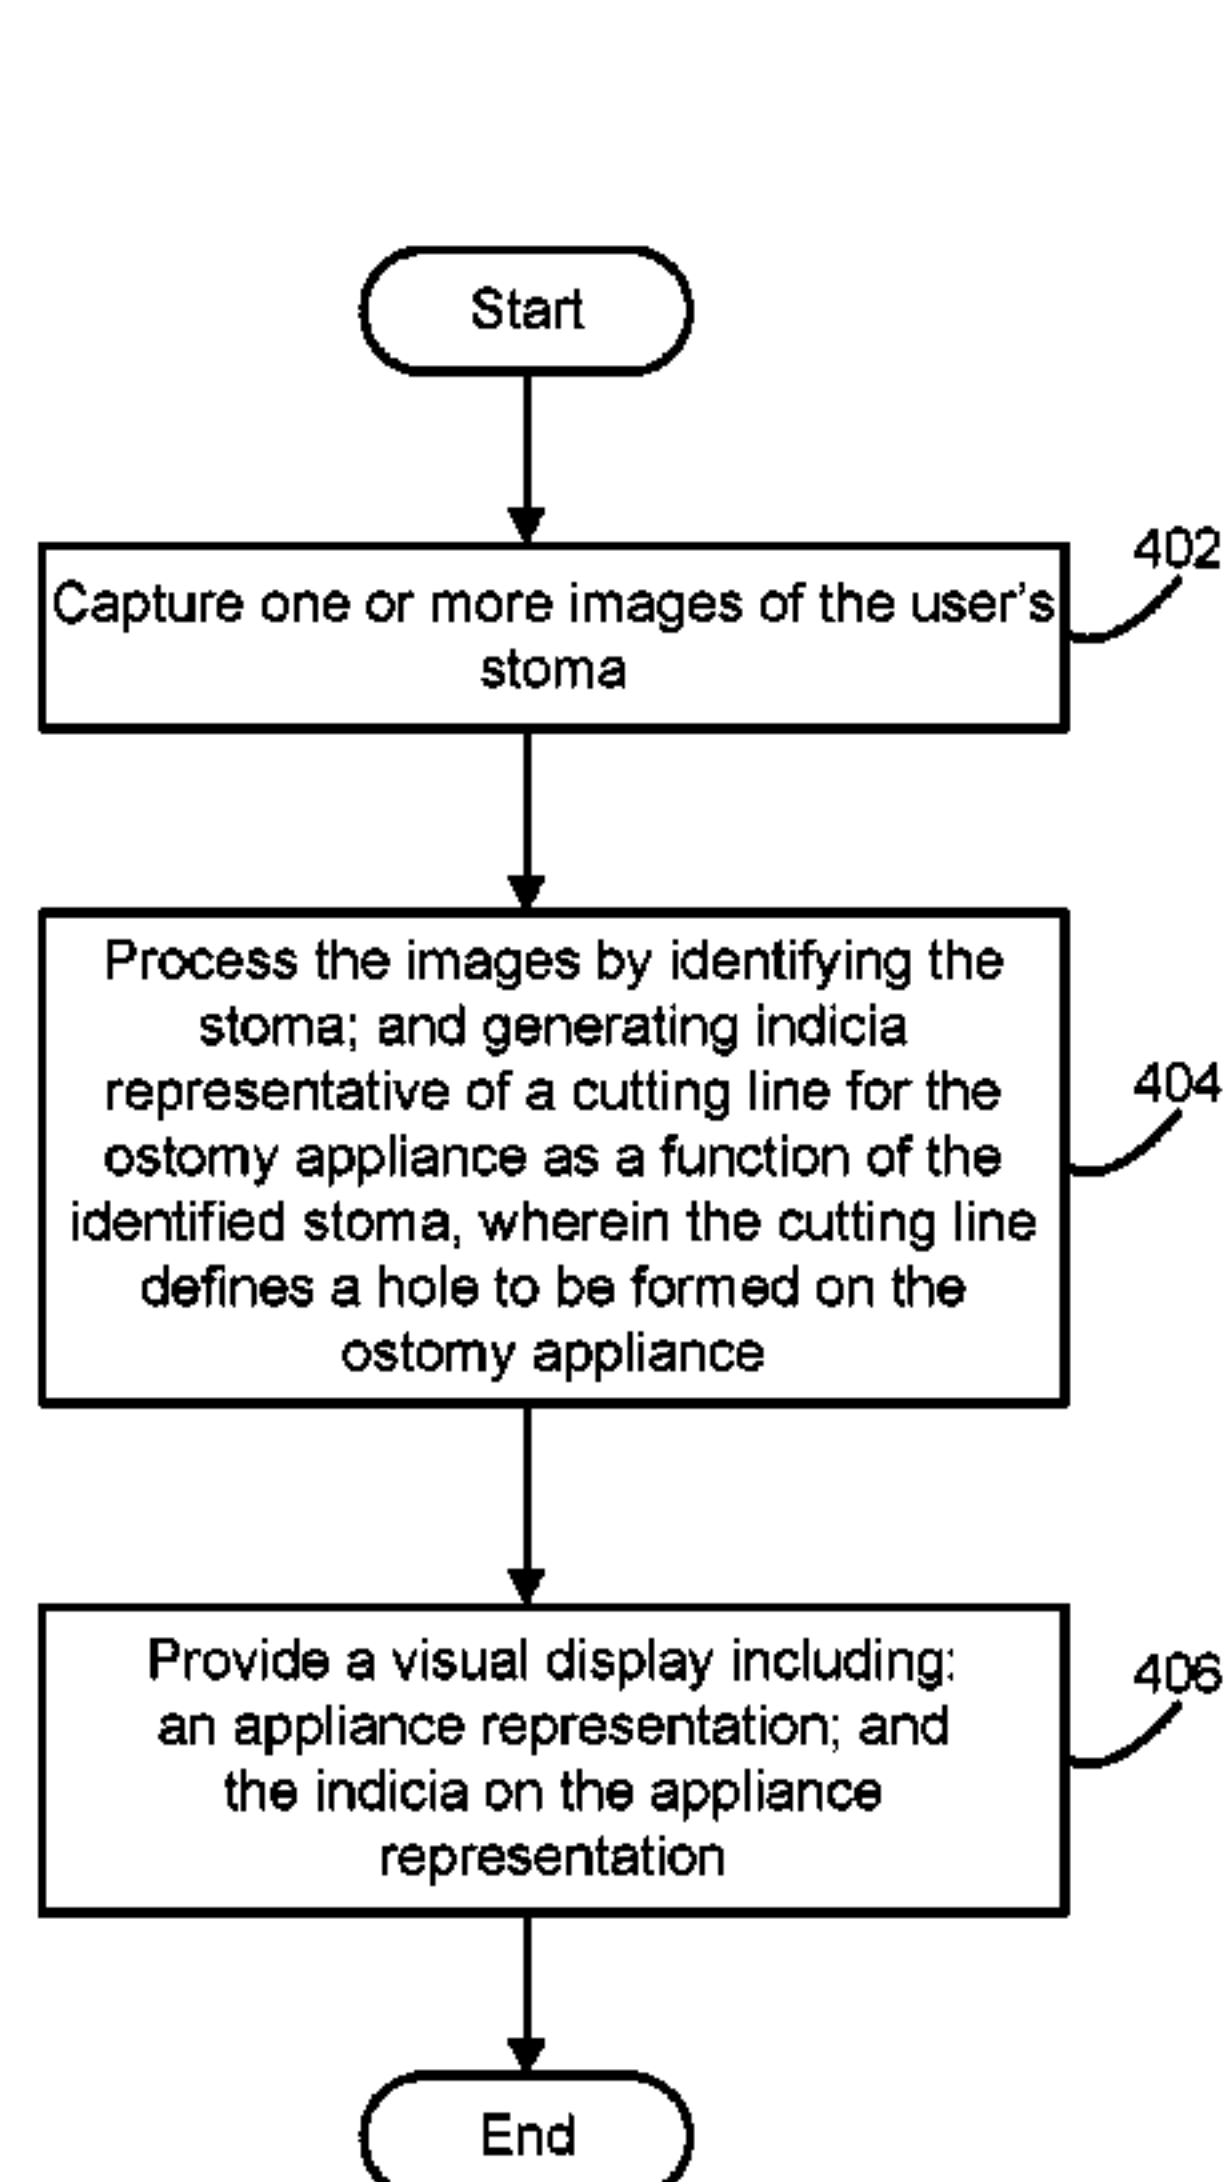 Start
402
Capture one or more images of the user's
stoma
Process the images by identifying the
stoma; and generating indicia
representative of a cutting line for the
404
ostomy appliance as a function of the
identified stoma, wherein the cutting line
defines a hole to be formed on the
ostomy appliance
Provide a visual display including:
406
an appliance representation; and
the indicia on the appliance
representation
End